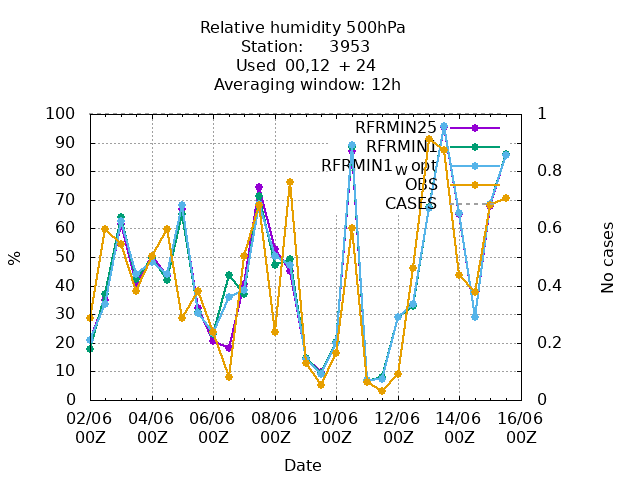 Relative humidity 500hPa
Station: 3953
Used 00,12 + 24
Averaging window: 12h
RFRMIN25
RFRMIN1
RFRMIN1w opt
OBS
CASES
%
100
90
80
70
60
50
40
30
20
10
0
No cases
1
0.8
0.6
0.4
0.2
0
02/06 04/06 06/06 08/06 10/06 12/06 14/06 16/06
00Z 00Z 00Z 00Z 00Z 00Z 00Z 00Z
Date